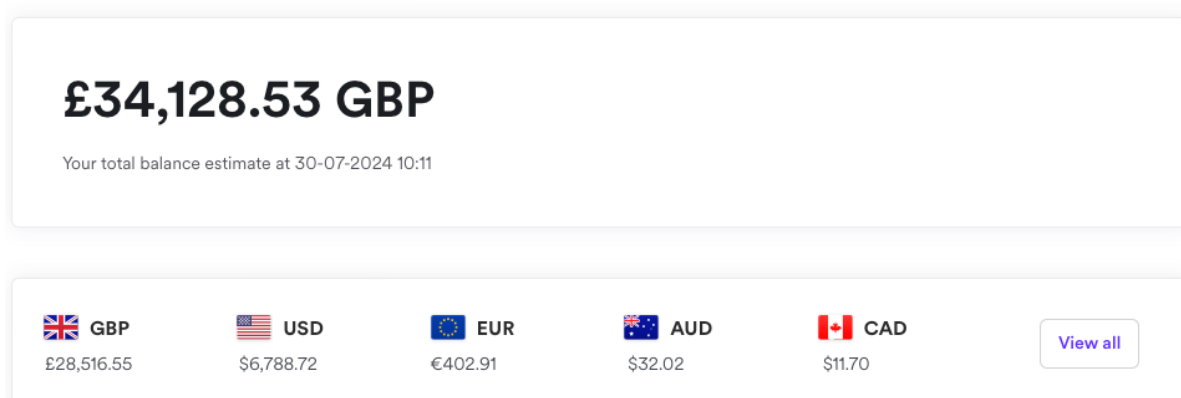 £34,128.53 GBP
Your total balance estimate at 30-07-2024 10:11
GBP USD EUR AUD CAD
£28,516.55 $6,788.72 €402.91 $32.02 $11.70
View all